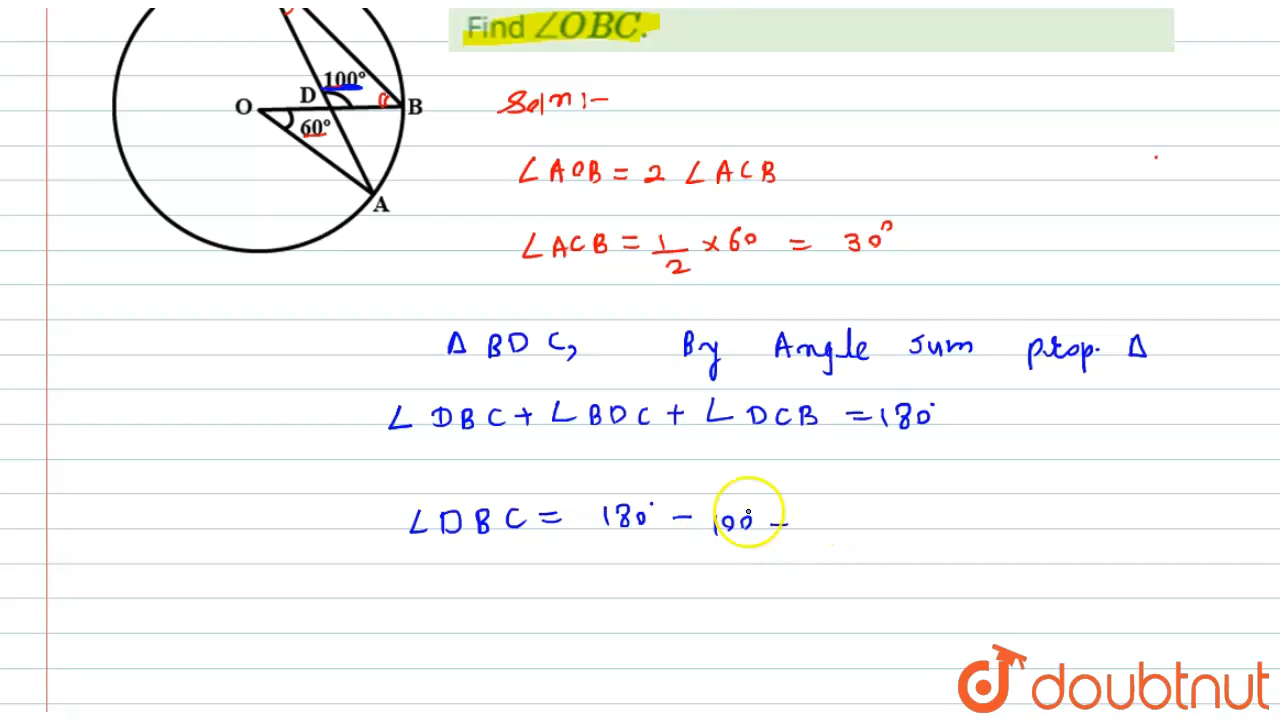 Find ∠OBC.
100°
D
O
B
60°
A
Soln :-
∠AOB = 2 ∠ACB
∠ACB = 1/2 × 60 = 30°
Δ BDC, By Angle sum prop. Δ
∠DBC + ∠BDC + ∠DCB = 180°
∠DBC = 180° - 100° -
doubtnut